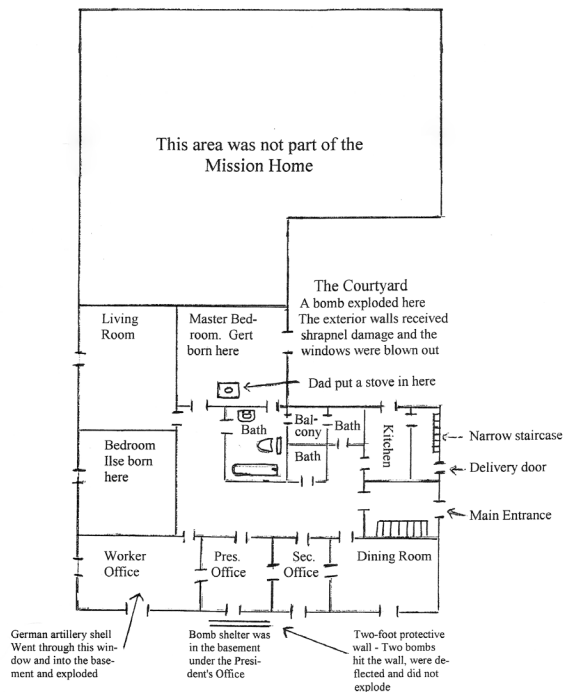 This area was not part of the
Mission Home
The Courtyard
A bomb exploded here
The exterior walls received
shrapnel damage and the
windows were blown out
Living
Room
Master Bed-
room. Gert
born here
Dad put a stove in here
Bath
Bal-
cony
Bath
Bath
Kitchen
Narrow staircase
Delivery door
Main Entrance
Bedroom
Ilse born
here
Worker
Office
Pres.
Office
Sec.
Office
Dining Room
German artillery shell
Went through this win-
dow and into the base-
ment and exploded
Bomb shelter was
in the basement
under the Presi-
dent's Office
Two-foot protective
wall - Two bombs
hit the wall, were de-
flected and did not
explode